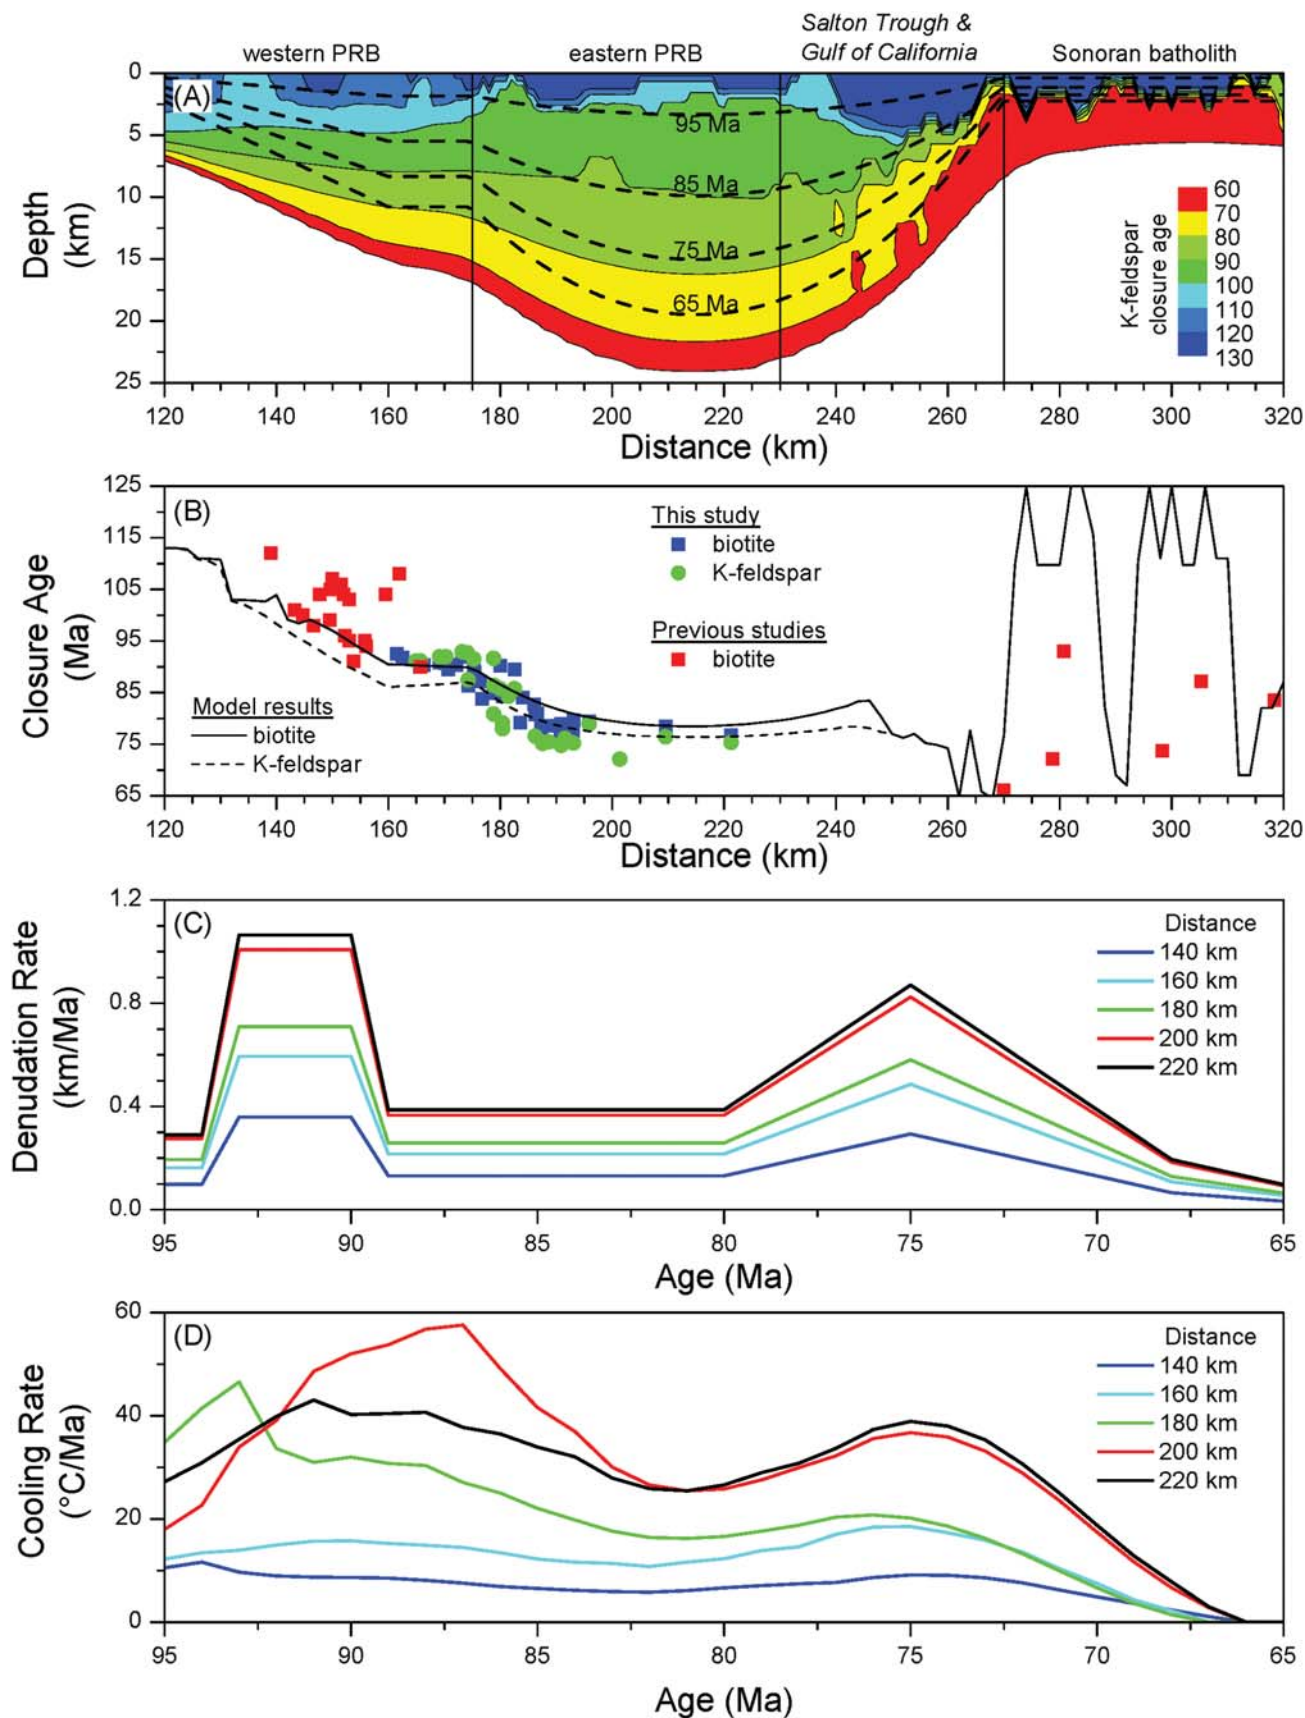 Salton Trough &
western PRB eastern PRB Gulf of California Sonoran batholith
(A)
0
5
10
15
20
25
Depth
(km)
95 Ma
85 Ma
75 Ma
65 Ma
K-feldspar
closure age
60
70
80
90
100
110
120
130
120 140 160 180 200 220 240 260 280 300 320
Distance (km)
(B)
125
115
105
95
85
75
65
Closure Age
(Ma)
This study
biotite
K-feldspar
Previous studies
biotite
Model results
biotite
K-feldspar
120 140 160 180 200 220 240 260 280 300 320
Distance (km)
(C)
1.2
0.8
0.4
0.0
Denudation Rate
(km/Ma)
Distance
140 km
160 km
180 km
200 km
220 km
95 90 85 80 75 70 65
Age (Ma)
(D)
60
40
20
0
Cooling Rate
(°C/Ma)
Distance
140 km
160 km
180 km
200 km
220 km
95 90 85 80 75 70 65
Age (Ma)